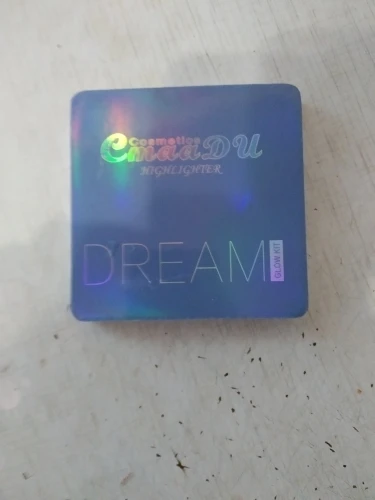 Cosmetics
CmaaDU
HIGHLIGHTER
DREAM
GLOW KIT